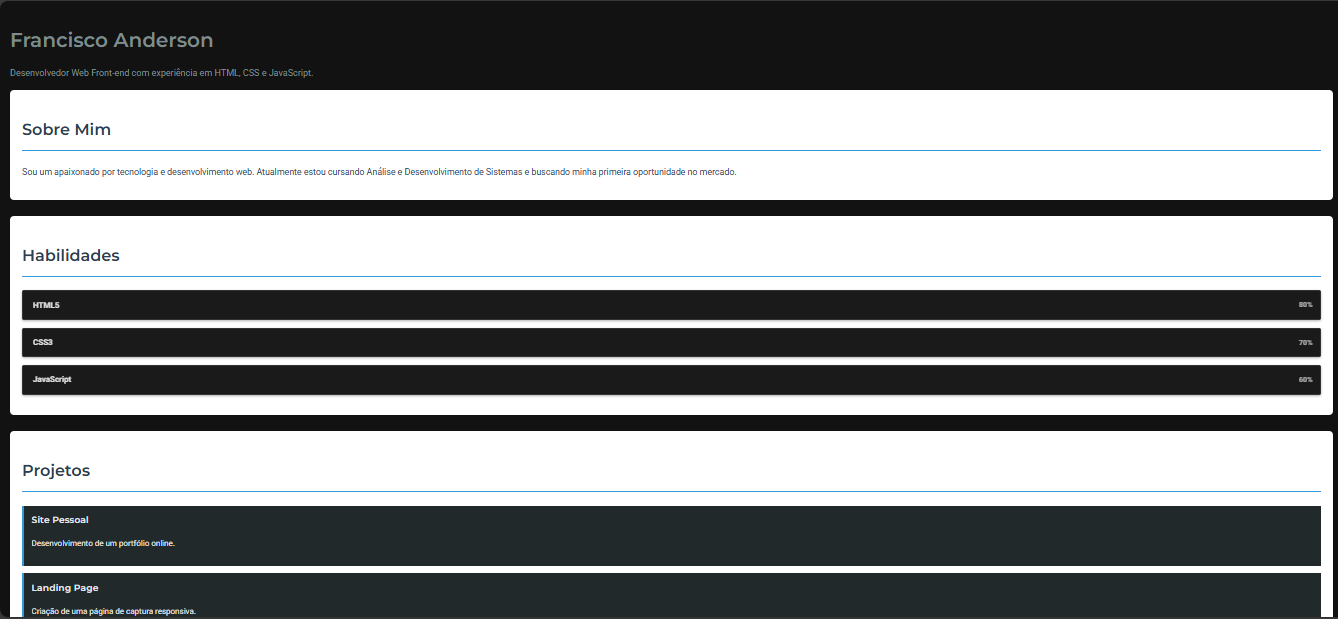 Francisco Anderson
Desenvolvedor Web Front-end com experiência em HTML, CSS e JavaScript.
Sobre Mim
Sou um apaixonado por tecnologia e desenvolvimento web. Atualmente estou cursando Análise e Desenvolvimento de Sistemas e buscando minha primeira oportunidade no mercado.
Habilidades
HTML5 80%
CSS3 70%
JavaScript 60%
Projetos
Site Pessoal
Desenvolvimento de um portfólio online.
Landing Page
Criação de uma página de captura responsiva.